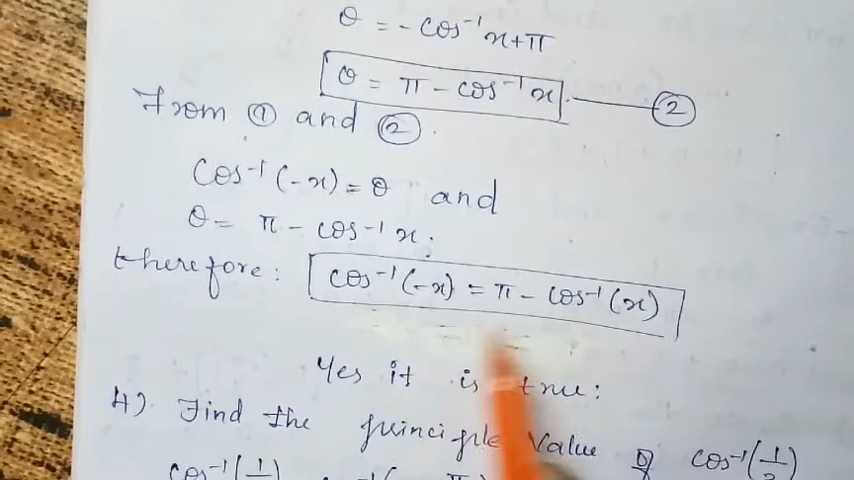 θ = -cos⁻¹x+π
θ = π - cos⁻¹x. ②
From ① and ②.
cos⁻¹(-x) = θ and
θ = π - cos⁻¹x.
therefore: cos⁻¹(-x) = π - cos⁻¹(x)
Yes it is true:
4) Find the principle value of cos⁻¹(1/2)